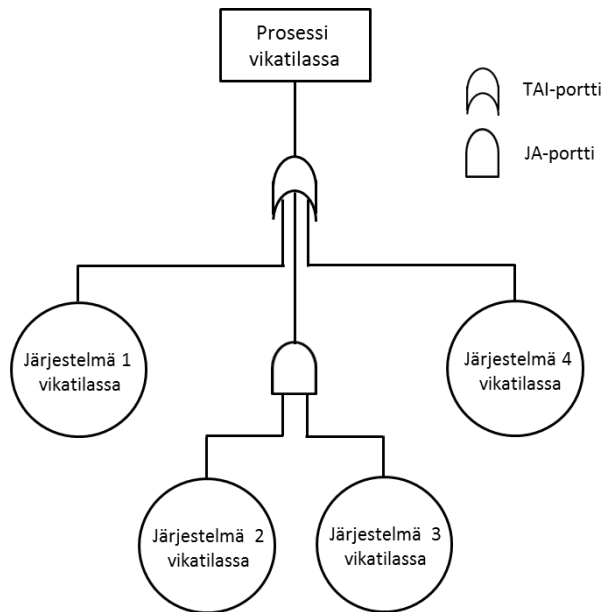 Prosessi
vikatilassa
TAI-portti
JA-portti
Järjestelmä 1
vikatilassa
Järjestelmä 4
vikatilassa
Järjestelmä 2
vikatilassa
Järjestelmä 3
vikatilassa